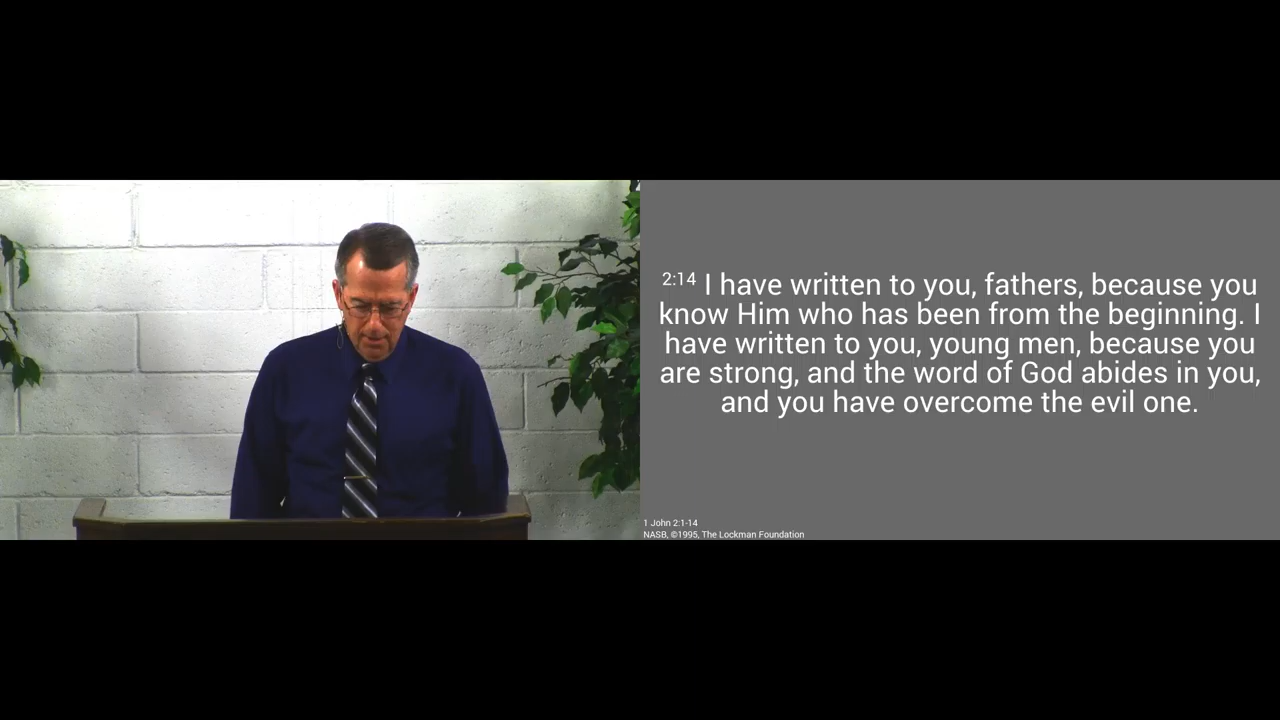 2:14 I have written to you, fathers, because you
know Him who has been from the beginning. I
have written to you, young men, because you
are strong, and the word of God abides in you,
and you have overcome the evil one.
1 John 2:1-14
NASB, ©1995, The Lockman Foundation